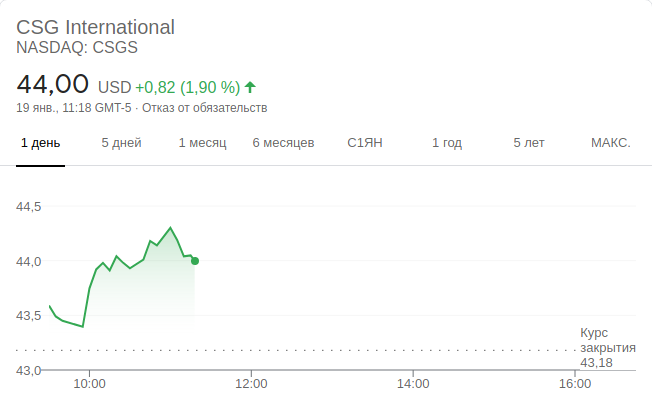 CSG International
NASDAQ: CSGS
44,00 USD +0,82 (1,90 %)
19 янв., 11:18 GMT-5 · Отказ от обязательств
1 день 5 дней 1 месяц 6 месяцев С1ЯН 1 год 5 лет МАКС.
44,5
44,0
43,5
Курс
закрытия
43,18
43,0
10:00 12:00 14:00 16:00